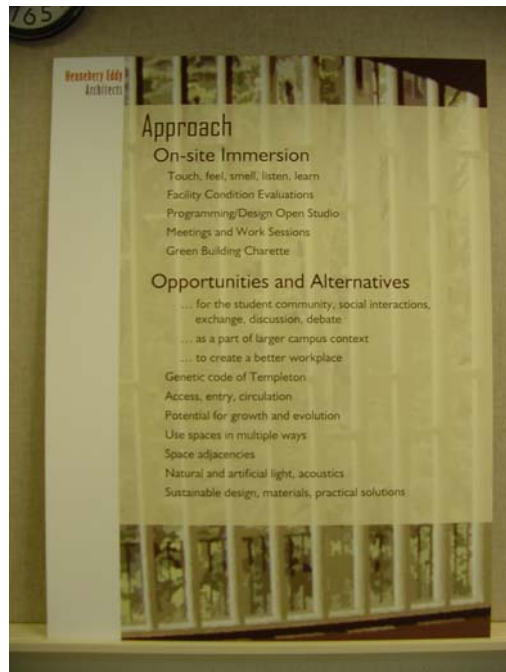 765
Hennebery Eddy
Architects
Approach
On-site Immersion
Touch, feel, smell, listen, learn
Facility Condition Evaluations
Programming/Design Open Studio
Meetings and Work Sessions
Green Building Charette
Opportunities and Alternatives
... for the student community, social interactions,
exchange, discussion, debate
... as a part of larger campus context
... to create a better workplace
Genetic code of Templeton
Access, entry, circulation
Potential for growth and evolution
Use spaces in multiple ways
Space adjacencies
Natural and artificial light, acoustics
Sustainable design, materials, practical solutions